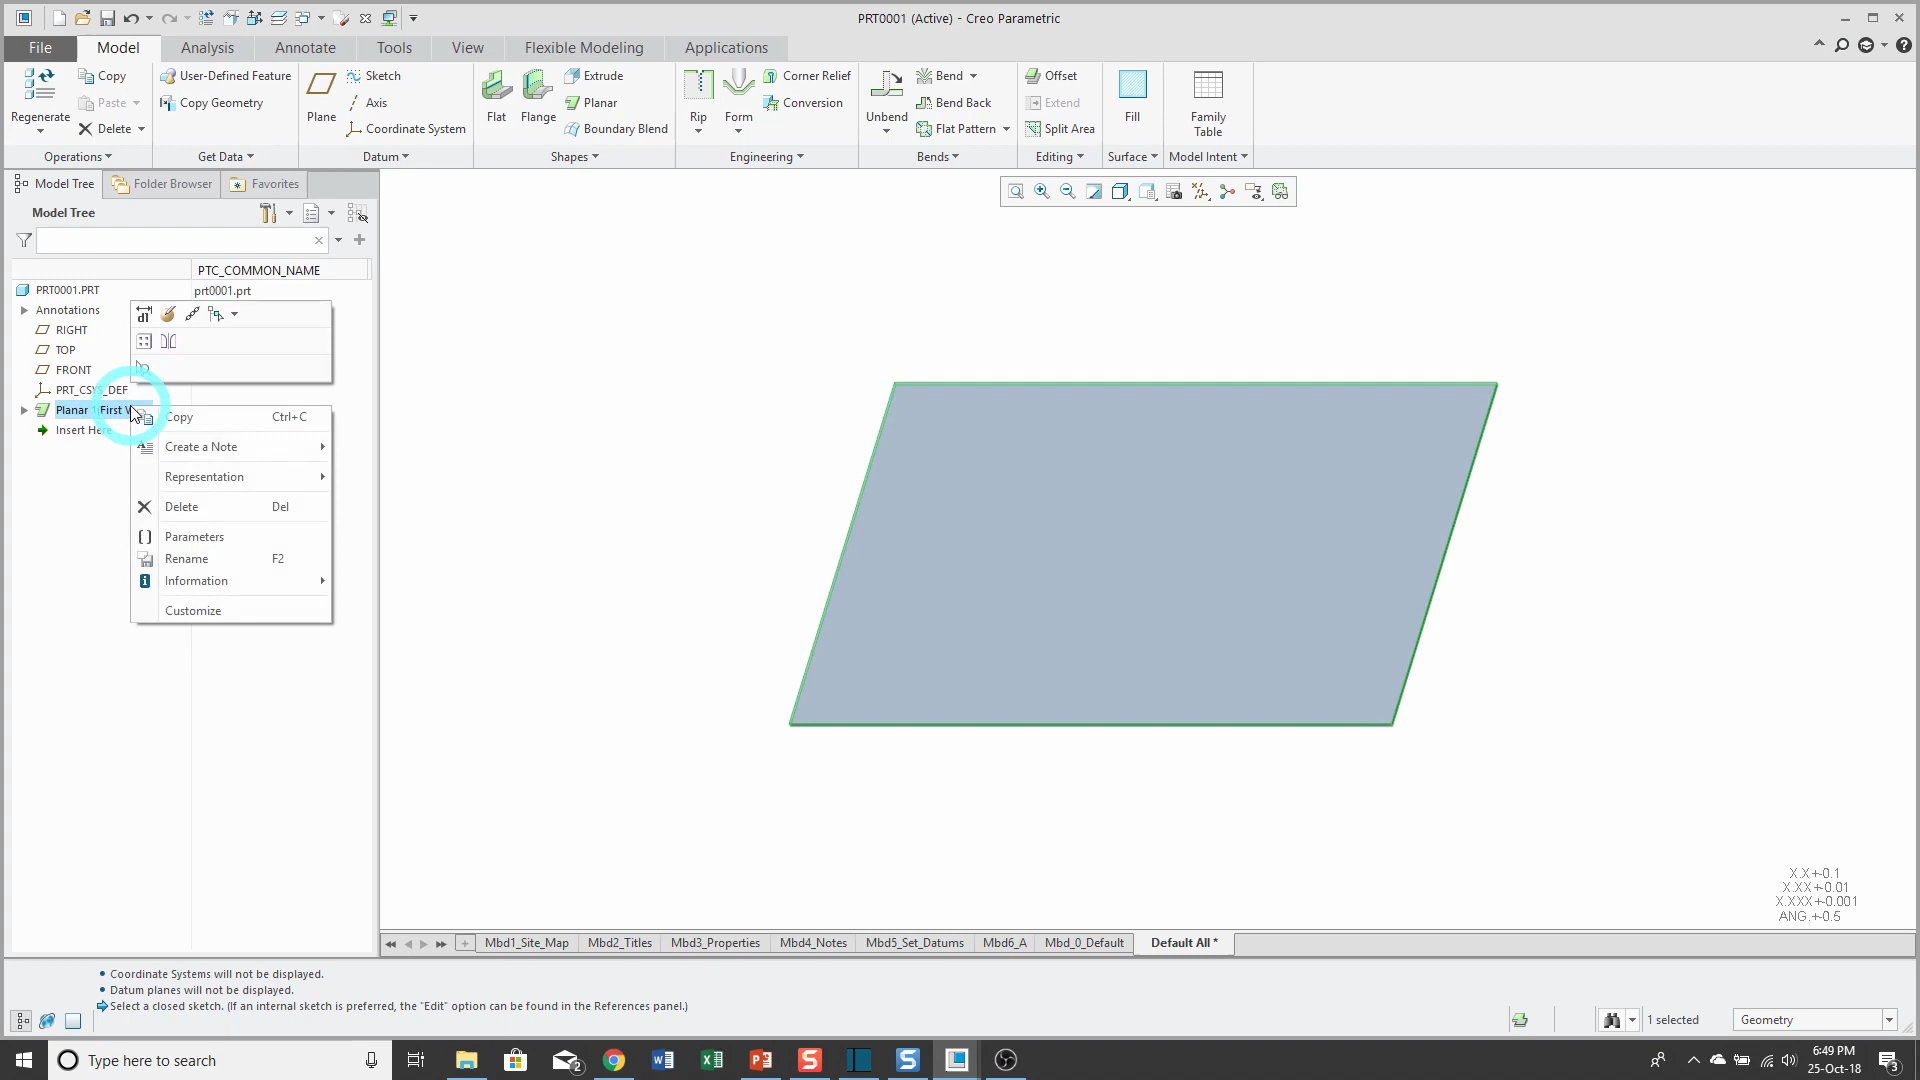 PRT0001 (Active) - Creo Parametric
File Model Analysis Annotate Tools View Flexible Modeling Applications
Regenerate
Copy
Paste
Delete
Operations
User-Defined Feature
Copy Geometry
Get Data
Plane
Sketch
Axis
Coordinate System
Datum
Flat
Flange
Extrude
Planar
Boundary Blend
Shapes
Rip
Form
Corner Relief
Conversion
Engineering
Unbend
Bend
Bend Back
Flat Pattern
Bends
Offset
Extend
Split Area
Editing
Fill
Surface
Family
Table
Model Intent
Model Tree Folder Browser Favorites
Model Tree
PTC_COMMON_NAME
PRT0001.PRT prt0001.prt
Annotations
RIGHT
TOP
FRONT
PRT_CSYS_DEF
Planar 1 (First
Insert Here
Copy Ctrl+C
Create a Note
Representation
Delete Del
Parameters
Rename F2
Information
Customize
X.X+-0.1
X.XX+-0.01
X.XXX+-0.001
ANG.+-0.5
Mbd1_Site_Map Mbd2_Titles Mbd3_Properties Mbd4_Notes Mbd5_Set_Datums Mbd6_A Mbd_0_Default Default All *
• Coordinate Systems will not be displayed.
• Datum planes will not be displayed.
Select a closed sketch. (If an internal sketch is preferred, the "Edit" option can be found in the References panel.)
1 selected
Geometry
Type here to search
2
6:49 PM
25-Oct-18
3